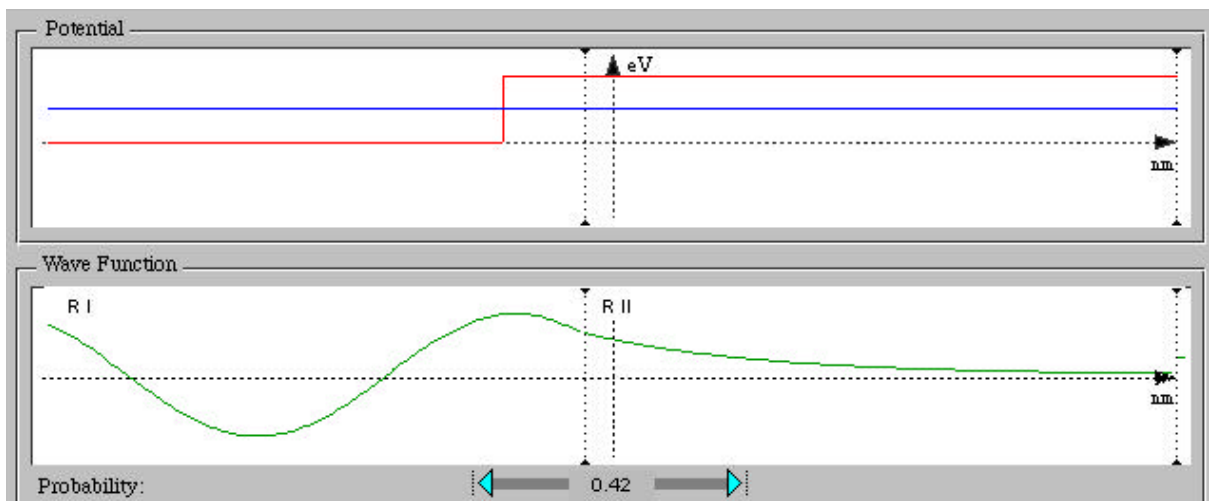 Potential
eV
nm
Wave Function
R I
R II
nm
Probability:
0.42